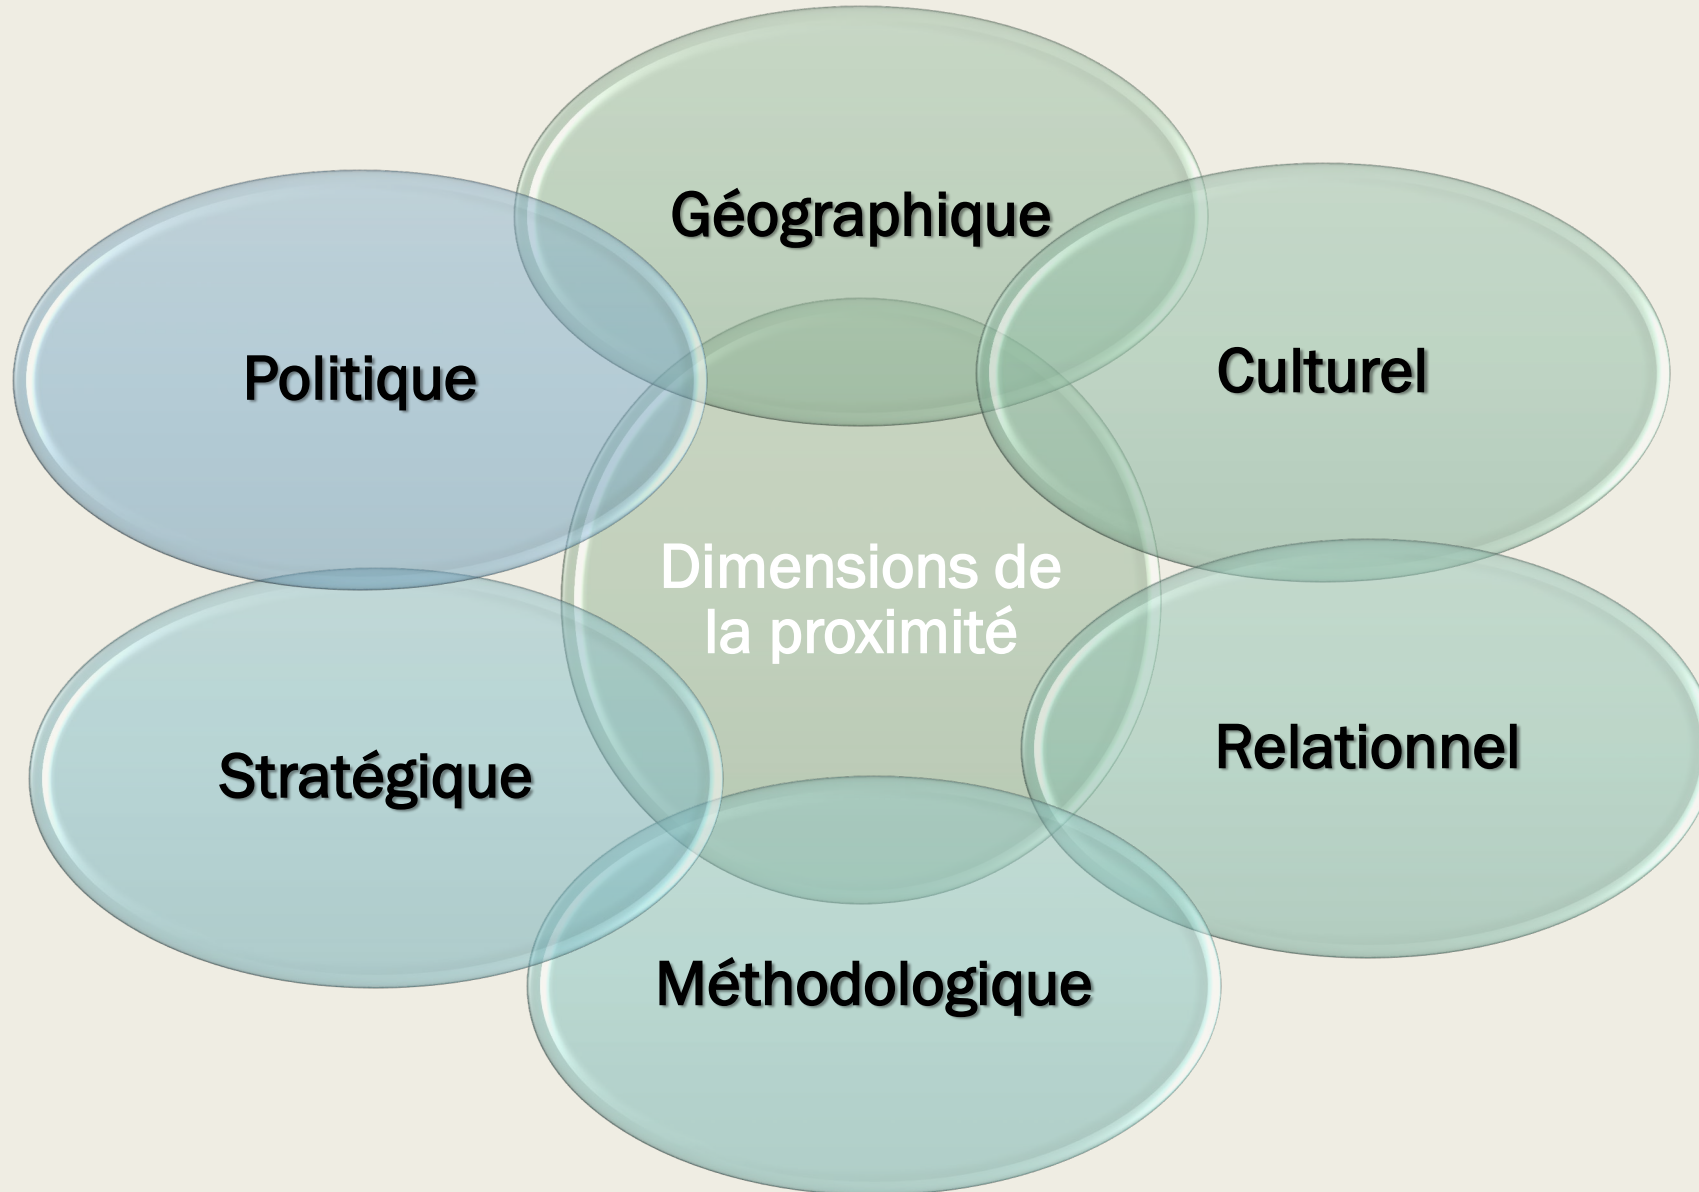 Géographique
Politique
Culturel
Dimensions de
la proximité
Stratégique
Relationnel
Méthodologique